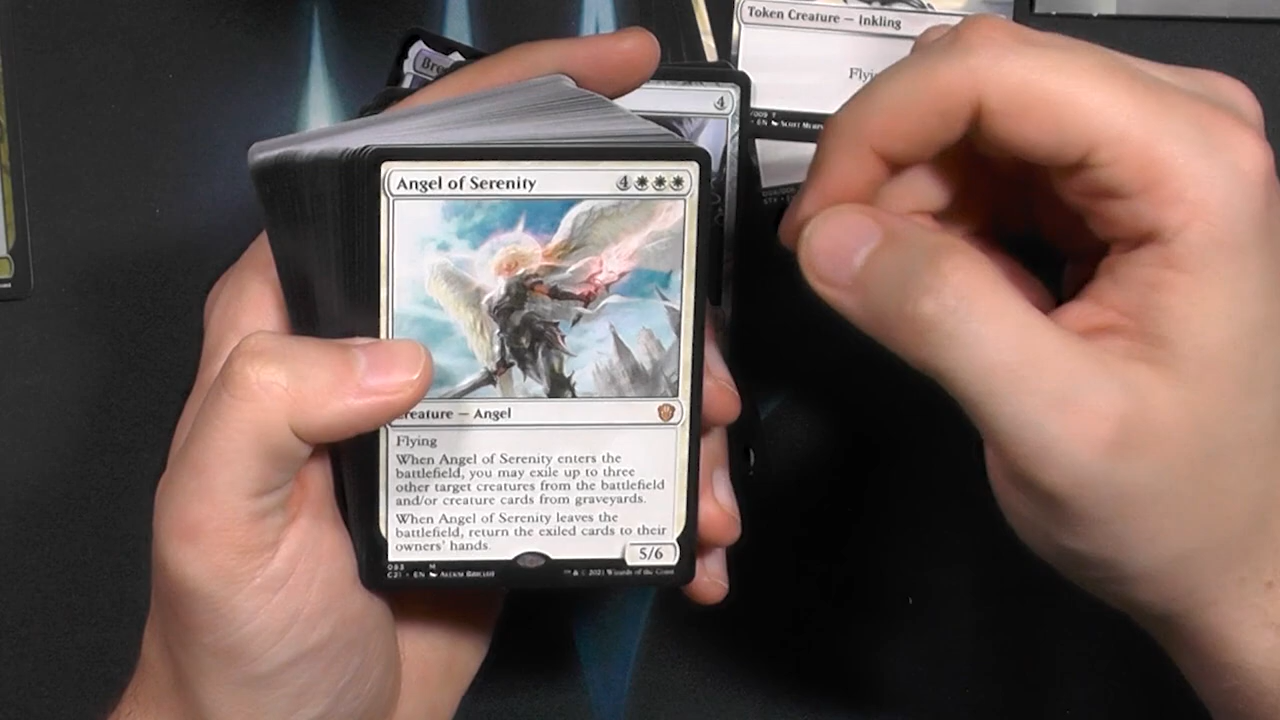 Token Creature — Inkling
Bre
4
Angel of Serenity
4
Creature — Angel
Flying
When Angel of Serenity enters the
battlefield, you may exile up to three
other target creatures from the battlefield
and/or creature cards from graveyards.
When Angel of Serenity leaves the
battlefield, return the exiled cards to their
owners' hands.
5/6
M
C21 • EN Aleksi Briclot
™ & © 2021 Wizards of the Coast